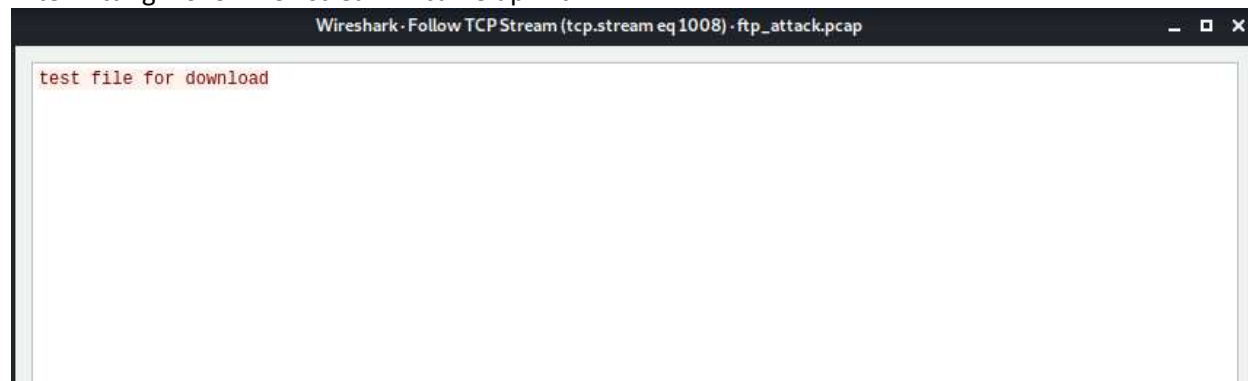 Wireshark · Follow TCP Stream (tcp.stream eq 1008) · ftp_attack.pcap
test file for download